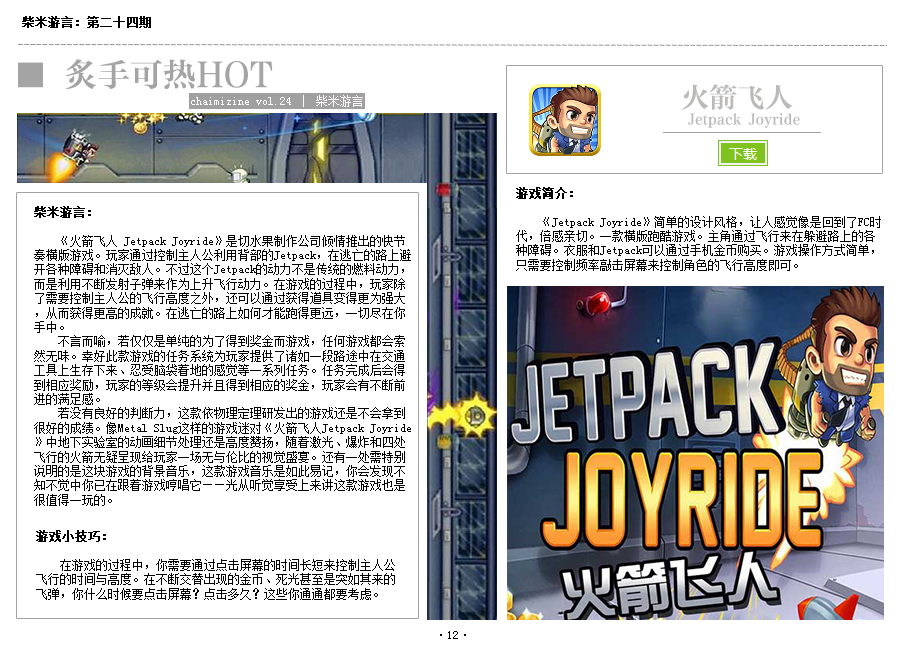 柴米游言：第二十四期
炙手可热HOT
chaimizine vol.24 | 柴米游言
柴米游言：
《火箭飞人 Jetpack Joyride》是切水果制作公司倾情推出的快节
奏横版游戏。玩家通过控制主人公利用背部的Jetpack，在逃亡的路上避
开各种障碍和消灭敌人。不过这个Jetpack的动力不是传统的燃料动力，
而是利用不断发射子弹来作为上升飞行动力。在游戏的过程中，玩家除
了需要控制主人公的飞行高度之外，还可以通过获得道具变得更为强大
，从而获得更高的成就。在逃亡的路上如何才能跑得更远，一切尽在你
手中。
不言而喻，若仅仅是单纯的为了得到奖金而游戏，任何游戏都会索
然无味。幸好此款游戏的任务系统为玩家提供了诸如一段路途中在交通
工具上生存下来、忍受脑袋着地的感觉等一系列任务。任务完成后会得
到相应奖励，玩家的等级会提升并且得到相应的奖金，玩家会有不断前
进的满足感。
若没有良好的判断力，这款依物理定理研发出的游戏还是不会拿到
很好的成绩。像Metal Slug这样的游戏迷对《火箭飞人Jetpack Joyride
》中地下实验室的动画细节处理还是高度赞扬，随着激光、爆炸和四处
飞行的火箭无疑呈现给玩家一场无与伦比的视觉盛宴。还有一处需特别
说明的是这块游戏的背景音乐，这款游戏音乐是如此易记，你会发现不
知不觉中你已在跟着游戏哼唱它——光从听觉享受上来讲这款游戏也是
很值得一玩的。
游戏小技巧：
在游戏的过程中，你需要通过点击屏幕的时间长短来控制主人公
飞行的时间与高度。在不断交替出现的金币、死光甚至是突如其来的
飞弹，你什么时候要点击屏幕？点击多久？这些你通通都要考虑。
火箭飞人
Jetpack Joyride
下载
游戏简介：
《Jetpack Joyride》简单的设计风格，让人感觉像是回到了FC时
代，倍感亲切。一款横版跑酷游戏。主角通过飞行来在躲避路上的各
种障碍。衣服和Jetpack可以通过手机金币购买。游戏操作方式简单，
只需要控制频率敲击屏幕来控制角色的飞行高度即可。
JETPACK
JOYRIDE
火箭飞人
·12·